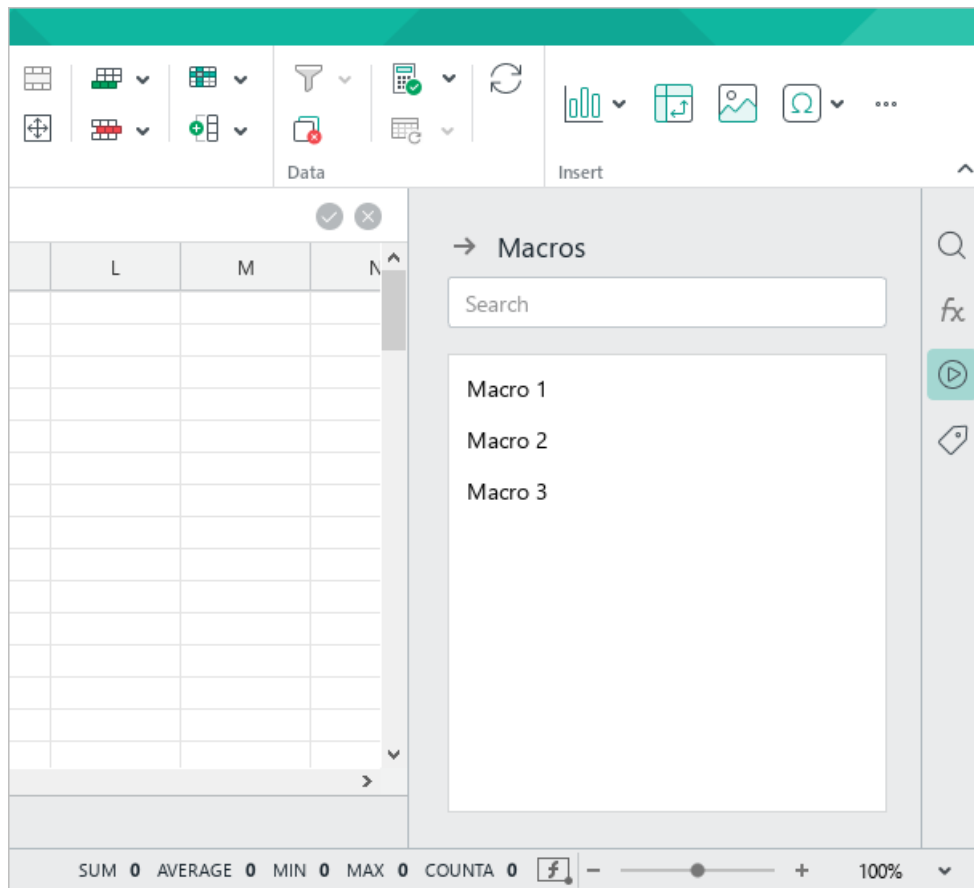 Data
Insert
Macros
L M N
Search
fx
Macro 1
Macro 2
Macro 3
SUM 0 AVERAGE 0 MIN 0 MAX 0 COUNTA 0 100%